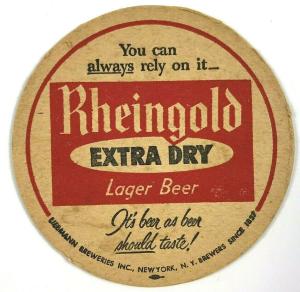 You can
always rely on it—
Rheingold
EXTRA DRY
Lager Beer
It's beer as beer
should taste!
LIEBMANN BREWERIES INC., NEW YORK, N. Y. BREWERS SINCE 1837